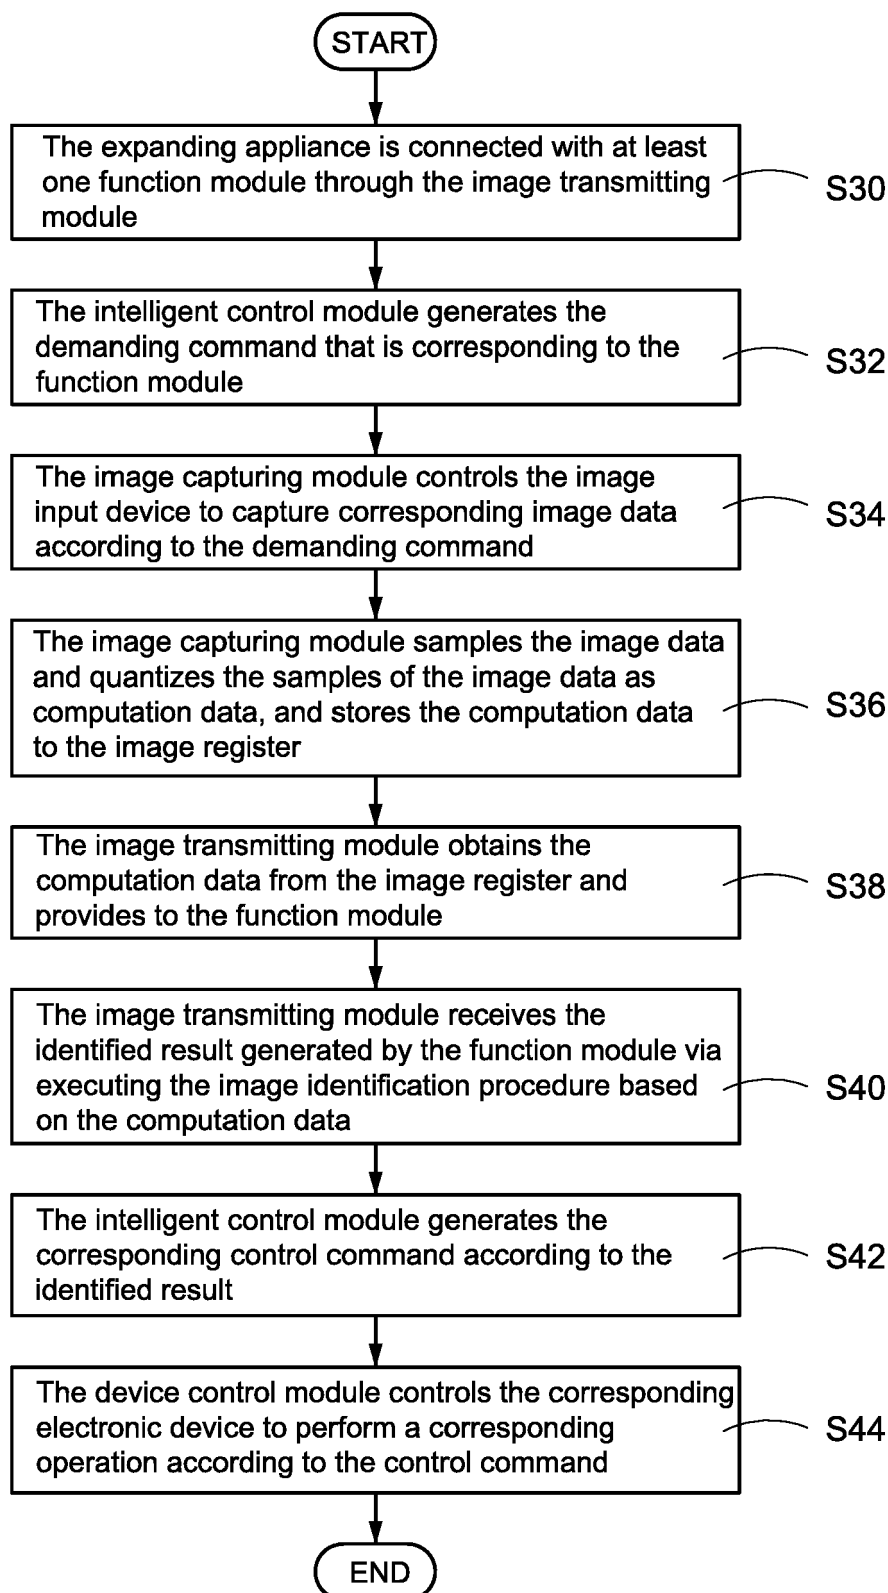 START
The expanding appliance is connected with at least
one function module through the image transmitting
module
S30
The intelligent control module generates the
demanding command that is corresponding to the
function module
S32
The image capturing module controls the image
input device to capture corresponding image data
according to the demanding command
S34
The image capturing module samples the image data
and quantizes the samples of the image data as
computation data, and stores the computation data
to the image register
S36
The image transmitting module obtains the
computation data from the image register and
provides to the function module
S38
The image transmitting module receives the
identified result generated by the function module via
executing the image identification procedure based
on the computation data
S40
The intelligent control module generates the
corresponding control command according to the
identified result
S42
The device control module controls the corresponding
electronic device to perform a corresponding
operation according to the control command
S44
END